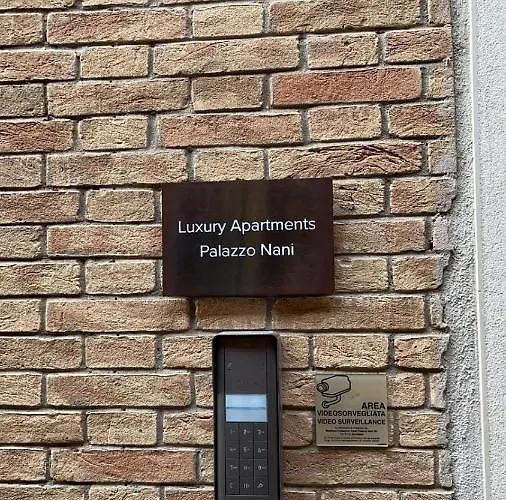 Luxury Apartments
Palazzo Nani
AREA
VIDEOSORVEGLIATA
VIDEO SURVEILLANCE